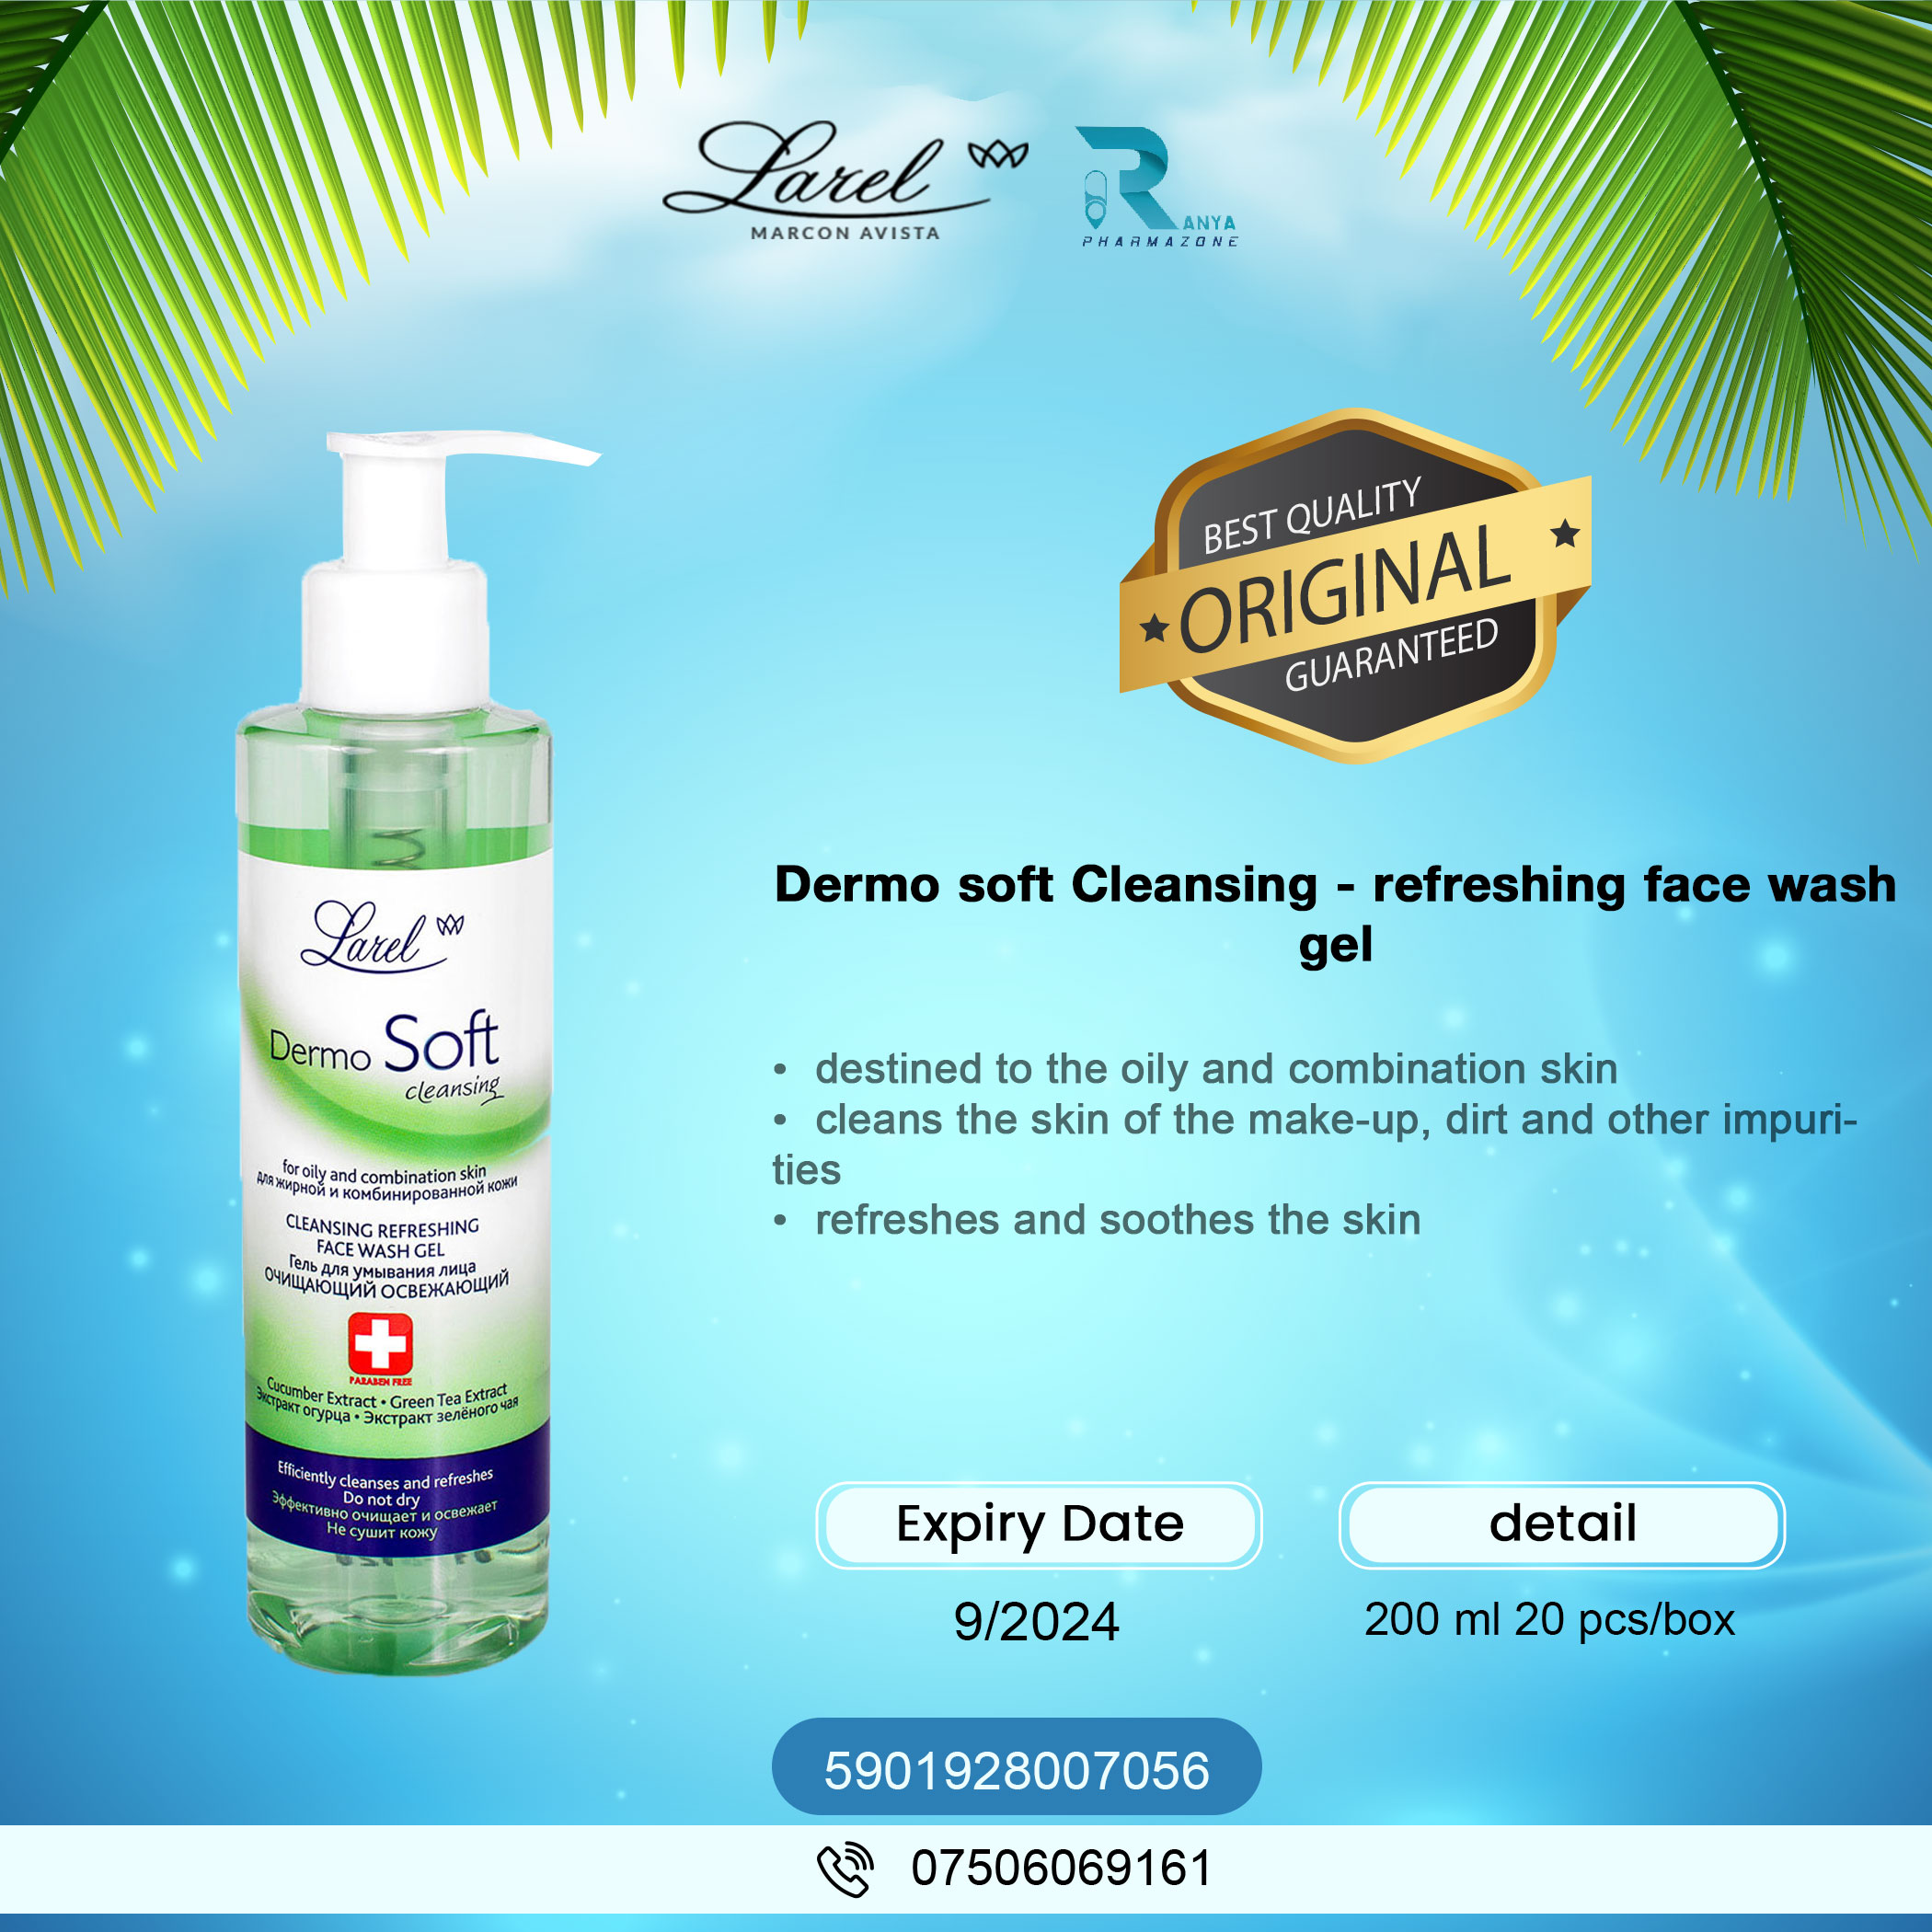 Larel
MARCON AVISTA
R ANYA
PHARMAZONE
BEST QUALITY
ORIGINAL
GUARANTEED
Dermo soft Cleansing - refreshing face wash
gel
• destined to the oily and combination skin
• cleans the skin of the make-up, dirt and other impuri-
ties
• refreshes and soothes the skin
Larel
Dermo Soft
cleansing
for oily and combination skin
для жирной и комбинированной кожи
CLEANSING REFRESHING
FACE WASH GEL
Гель для умывания лица
ОЧИЩАЮЩИЙ ОСВЕЖАЮЩИЙ
PARABEN FREE
Cucumber Extract • Green Tea Extract
Экстракт огурца • Экстракт зелёного чая
Efficiently cleanses and refreshes
Do not dry
Эффективно очищает и освежает
Не сушит кожу
Expiry Date
9/2024
detail
200 ml 20 pcs/box
5901928007056
07506069161